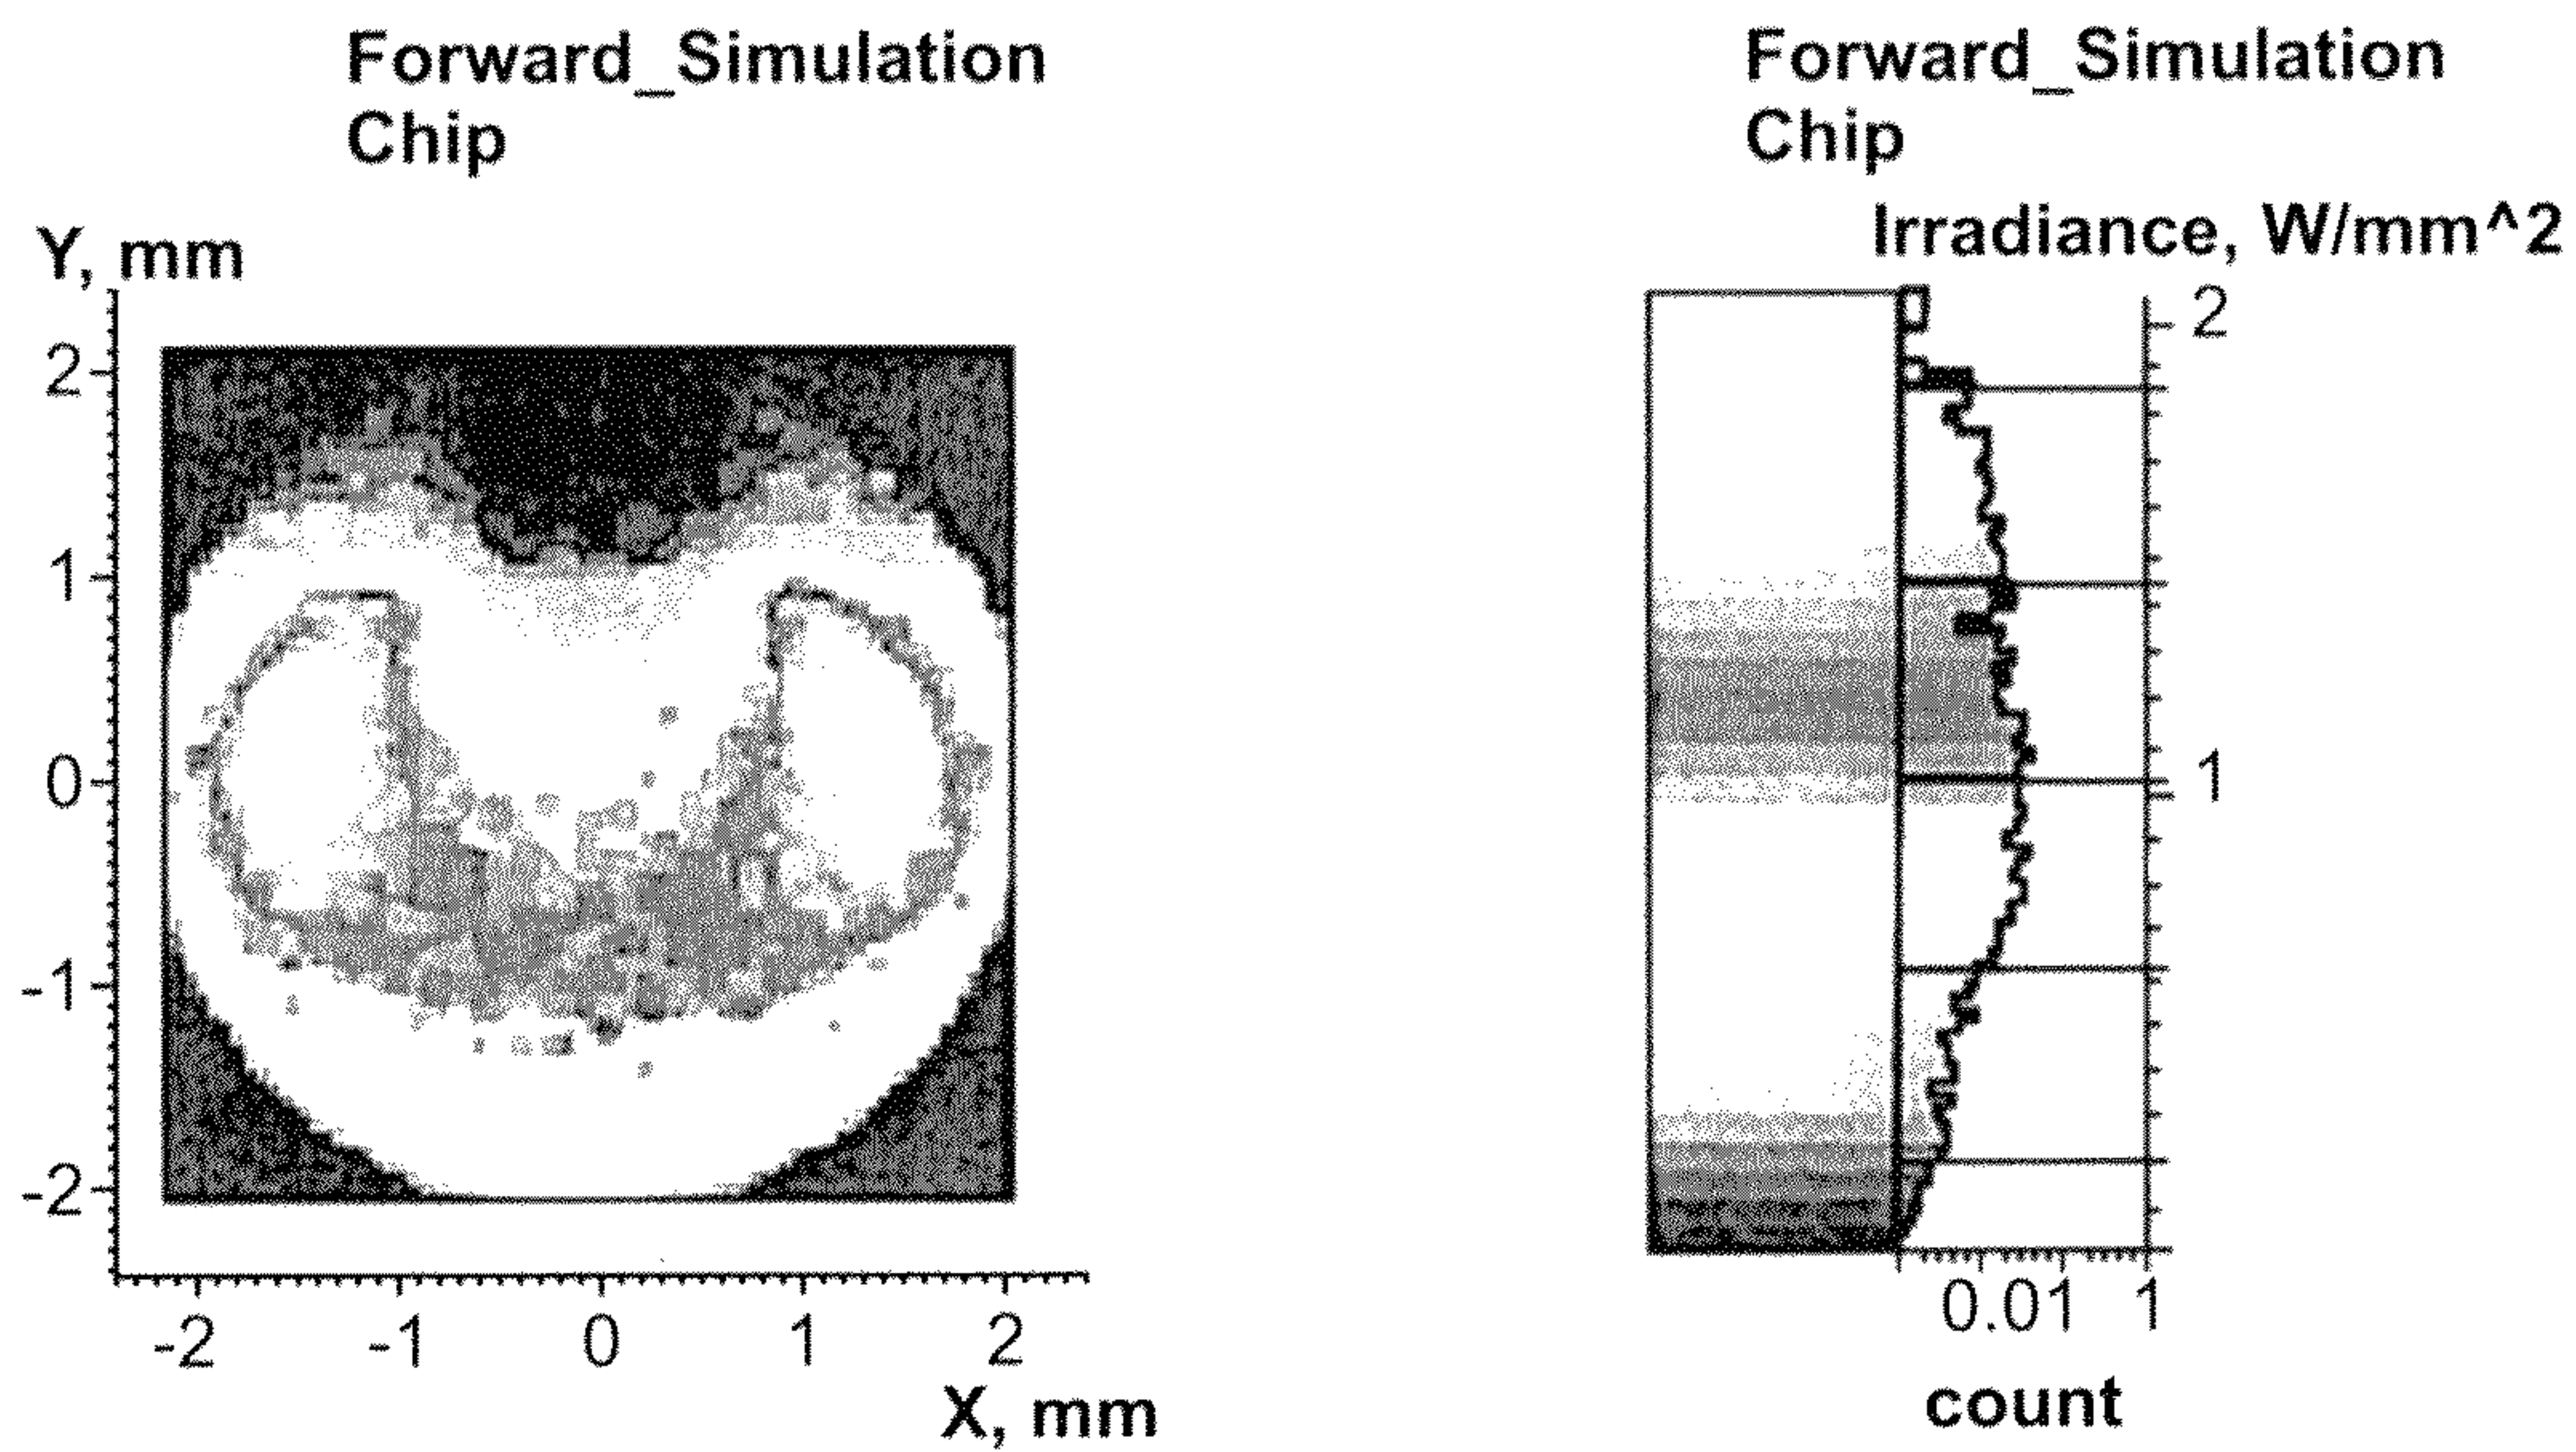 Forward_Simulation
Chip
Y, mm
2
1
0
-1
-2
-2 -1 0 1 2
X, mm
Forward_Simulation
Chip
Irradiance, W/mm^2
2
1
0.01 1
count